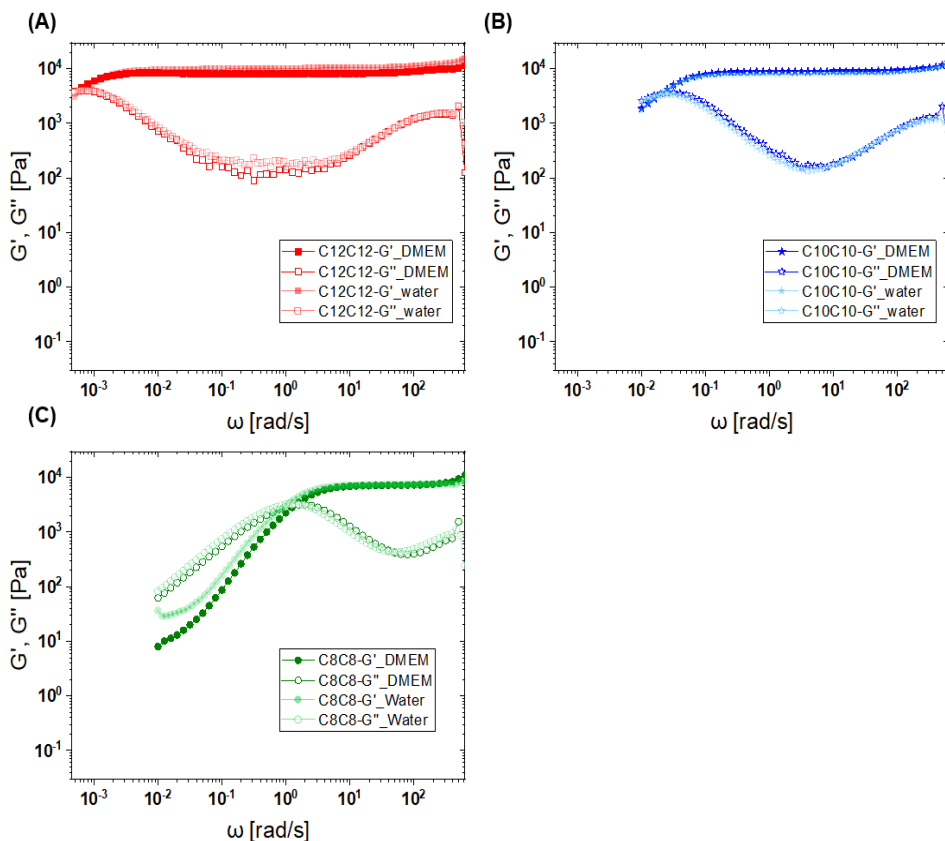 (A)
G', G'' [Pa]
10⁴
10³
10²
10¹
10⁰
10⁻¹
C12C12-G'_DMEM
C12C12-G''_DMEM
C12C12-G'_water
C12C12-G''_water
10⁻³ 10⁻² 10⁻¹ 10⁰ 10¹ 10²
ω [rad/s]
(B)
G', G'' [Pa]
10⁴
10³
10²
10¹
10⁰
10⁻¹
C10C10-G'_DMEM
C10C10-G''_DMEM
C10C10-G'_water
C10C10-G''_water
10⁻³ 10⁻² 10⁻¹ 10⁰ 10¹ 10²
ω [rad/s]
(C)
G', G'' [Pa]
10⁴
10³
10²
10¹
10⁰
10⁻¹
C8C8-G'_DMEM
C8C8-G''_DMEM
C8C8-G'_Water
C8C8-G''_Water
10⁻³ 10⁻² 10⁻¹ 10⁰ 10¹ 10²
ω [rad/s]